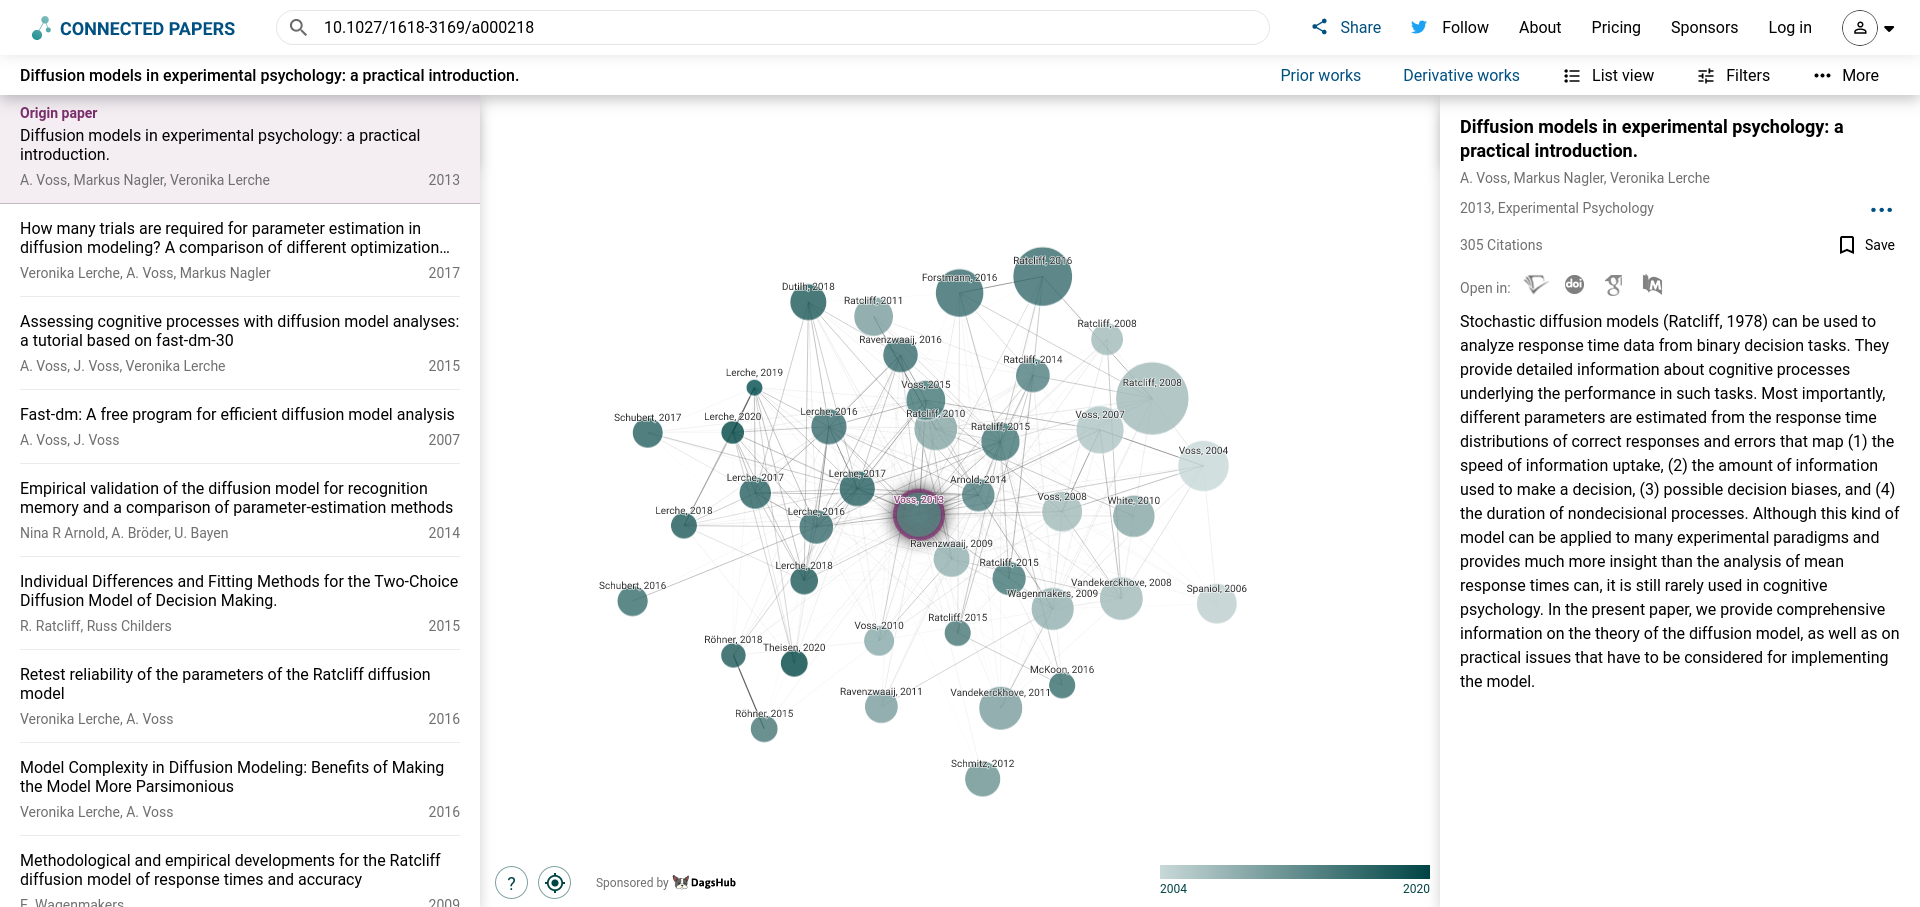 CONNECTED PAPERS
10.1027/1618-3169/a000218
Share
Follow
About
Pricing
Sponsors
Log in
Diffusion models in experimental psychology: a practical introduction.
Prior works
Derivative works
List view
Filters
More
Origin paper
Diffusion models in experimental psychology: a practical
introduction.
A. Voss, Markus Nagler, Veronika Lerche
2013
How many trials are required for parameter estimation in
diffusion modeling? A comparison of different optimization...
Veronika Lerche, A. Voss, Markus Nagler
2017
Assessing cognitive processes with diffusion model analyses:
a tutorial based on fast-dm-30
A. Voss, J. Voss, Veronika Lerche
2015
Fast-dm: A free program for efficient diffusion model analysis
A. Voss, J. Voss
2007
Empirical validation of the diffusion model for recognition
memory and a comparison of parameter-estimation methods
Nina R Arnold, A. Bröder, U. Bayen
2014
Individual Differences and Fitting Methods for the Two-Choice
Diffusion Model of Decision Making.
R. Ratcliff, Russ Childers
2015
Retest reliability of the parameters of the Ratcliff diffusion
model
Veronika Lerche, A. Voss
2016
Model Complexity in Diffusion Modeling: Benefits of Making
the Model More Parsimonious
Veronika Lerche, A. Voss
2016
Methodological and empirical developments for the Ratcliff
diffusion model of response times and accuracy
E. Wagenmakers
2009
Ratcliff, 2016
Forstmann, 2016
Dutilh, 2018
Ratcliff, 2011
Ratcliff, 2008
Ravenzwaaij, 2016
Ratcliff, 2014
Lerche, 2019
Voss, 2015
Ratcliff, 2008
Schubert, 2017
Lerche, 2020
Lerche, 2016
Ratcliff, 2010
Voss, 2007
Ratcliff, 2015
Voss, 2004
Lerche, 2017
Lerche, 2017
Arnold, 2014
Voss, 2013
Voss, 2008
White, 2010
Lerche, 2018
Lerche, 2016
Ravenzwaaij, 2009
Lerche, 2018
Ratcliff, 2015
Schubert, 2016
Wagenmakers, 2009
Vandekerckhove, 2008
Spaniol, 2006
Röhner, 2018
Theisen, 2020
Voss, 2010
Ratcliff, 2015
McKoon, 2016
Ravenzwaaij, 2011
Vandekerckhove, 2011
Röhner, 2015
Schmitz, 2012
?
Sponsored by DagsHub
2004
2020
Diffusion models in experimental psychology: a
practical introduction.
A. Voss, Markus Nagler, Veronika Lerche
2013, Experimental Psychology
305 Citations
Save
Open in:
doi
Stochastic diffusion models (Ratcliff, 1978) can be used to
analyze response time data from binary decision tasks. They
provide detailed information about cognitive processes
underlying the performance in such tasks. Most importantly,
different parameters are estimated from the response time
distributions of correct responses and errors that map (1) the
speed of information uptake, (2) the amount of information
used to make a decision, (3) possible decision biases, and (4)
the duration of nondecisional processes. Although this kind of
model can be applied to many experimental paradigms and
provides much more insight than the analysis of mean
response times can, it is still rarely used in cognitive
psychology. In the present paper, we provide comprehensive
information on the theory of the diffusion model, as well as on
practical issues that have to be considered for implementing
the model.